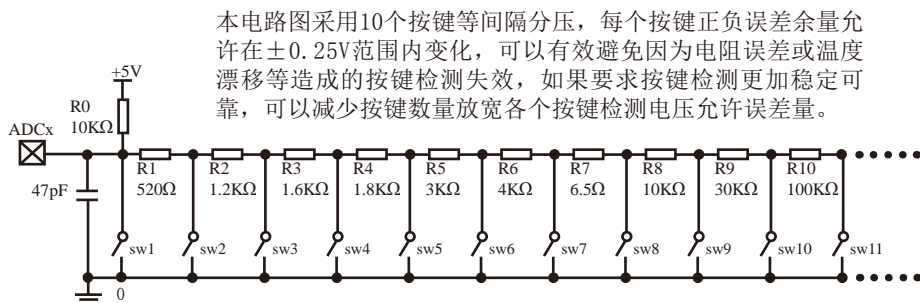 本电路图采用10个按键等间隔分压，每个按键正负误差余量允
许在±0.25V范围内变化，可以有效避免因为电阻误差或温度
漂移等造成的按键检测失效，如果要求按键检测更加稳定可
靠，可以减少按键数量放宽各个按键检测电压允许误差量。
+5V
R0
10KΩ
ADCx
R1 R2 R3 R4 R5 R6 R7 R8 R9 R10
520Ω 1.2KΩ 1.6KΩ 1.8KΩ 3KΩ 4KΩ 6.5Ω 10KΩ 30KΩ 100KΩ
47pF
sw1 sw2 sw3 sw4 sw5 sw6 sw7 sw8 sw9 sw10 sw11
0